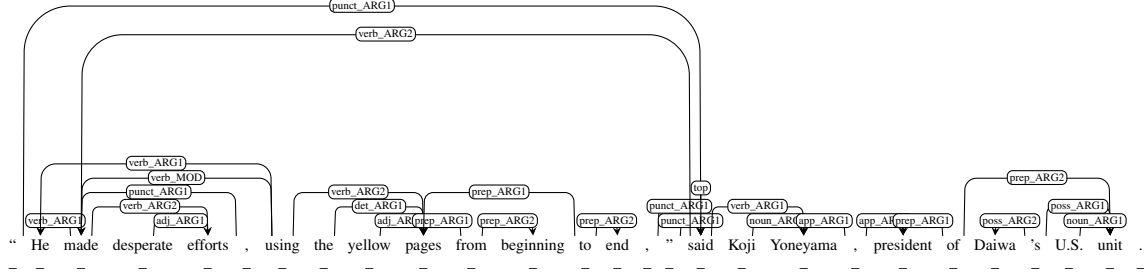 punct_ARG1
verb_ARG2
verb_ARG1
verb_MOD
punct_ARG1 verb_ARG2 prep_ARG1 top prep_ARG2
verb_ARG2 det_ARG1 punct_ARG1 verb_ARG1 poss_ARG1
verb_ARG1 adj_ARG1 prep_ARG1 prep_ARG2 prep_ARG2 punct_ARG1 app_ARG1 prep_ARG1 poss_ARG2 noun_ARG1
“ He made desperate efforts , using the yellow pages from beginning to end , ” said Koji Yoneyama , president of Daiwa 's U.S. unit .
_ _ _ _ _ _ _ _ _ _ _ _ _ _ _ _ _ _ _ _ _ _ _ _ _ _ _